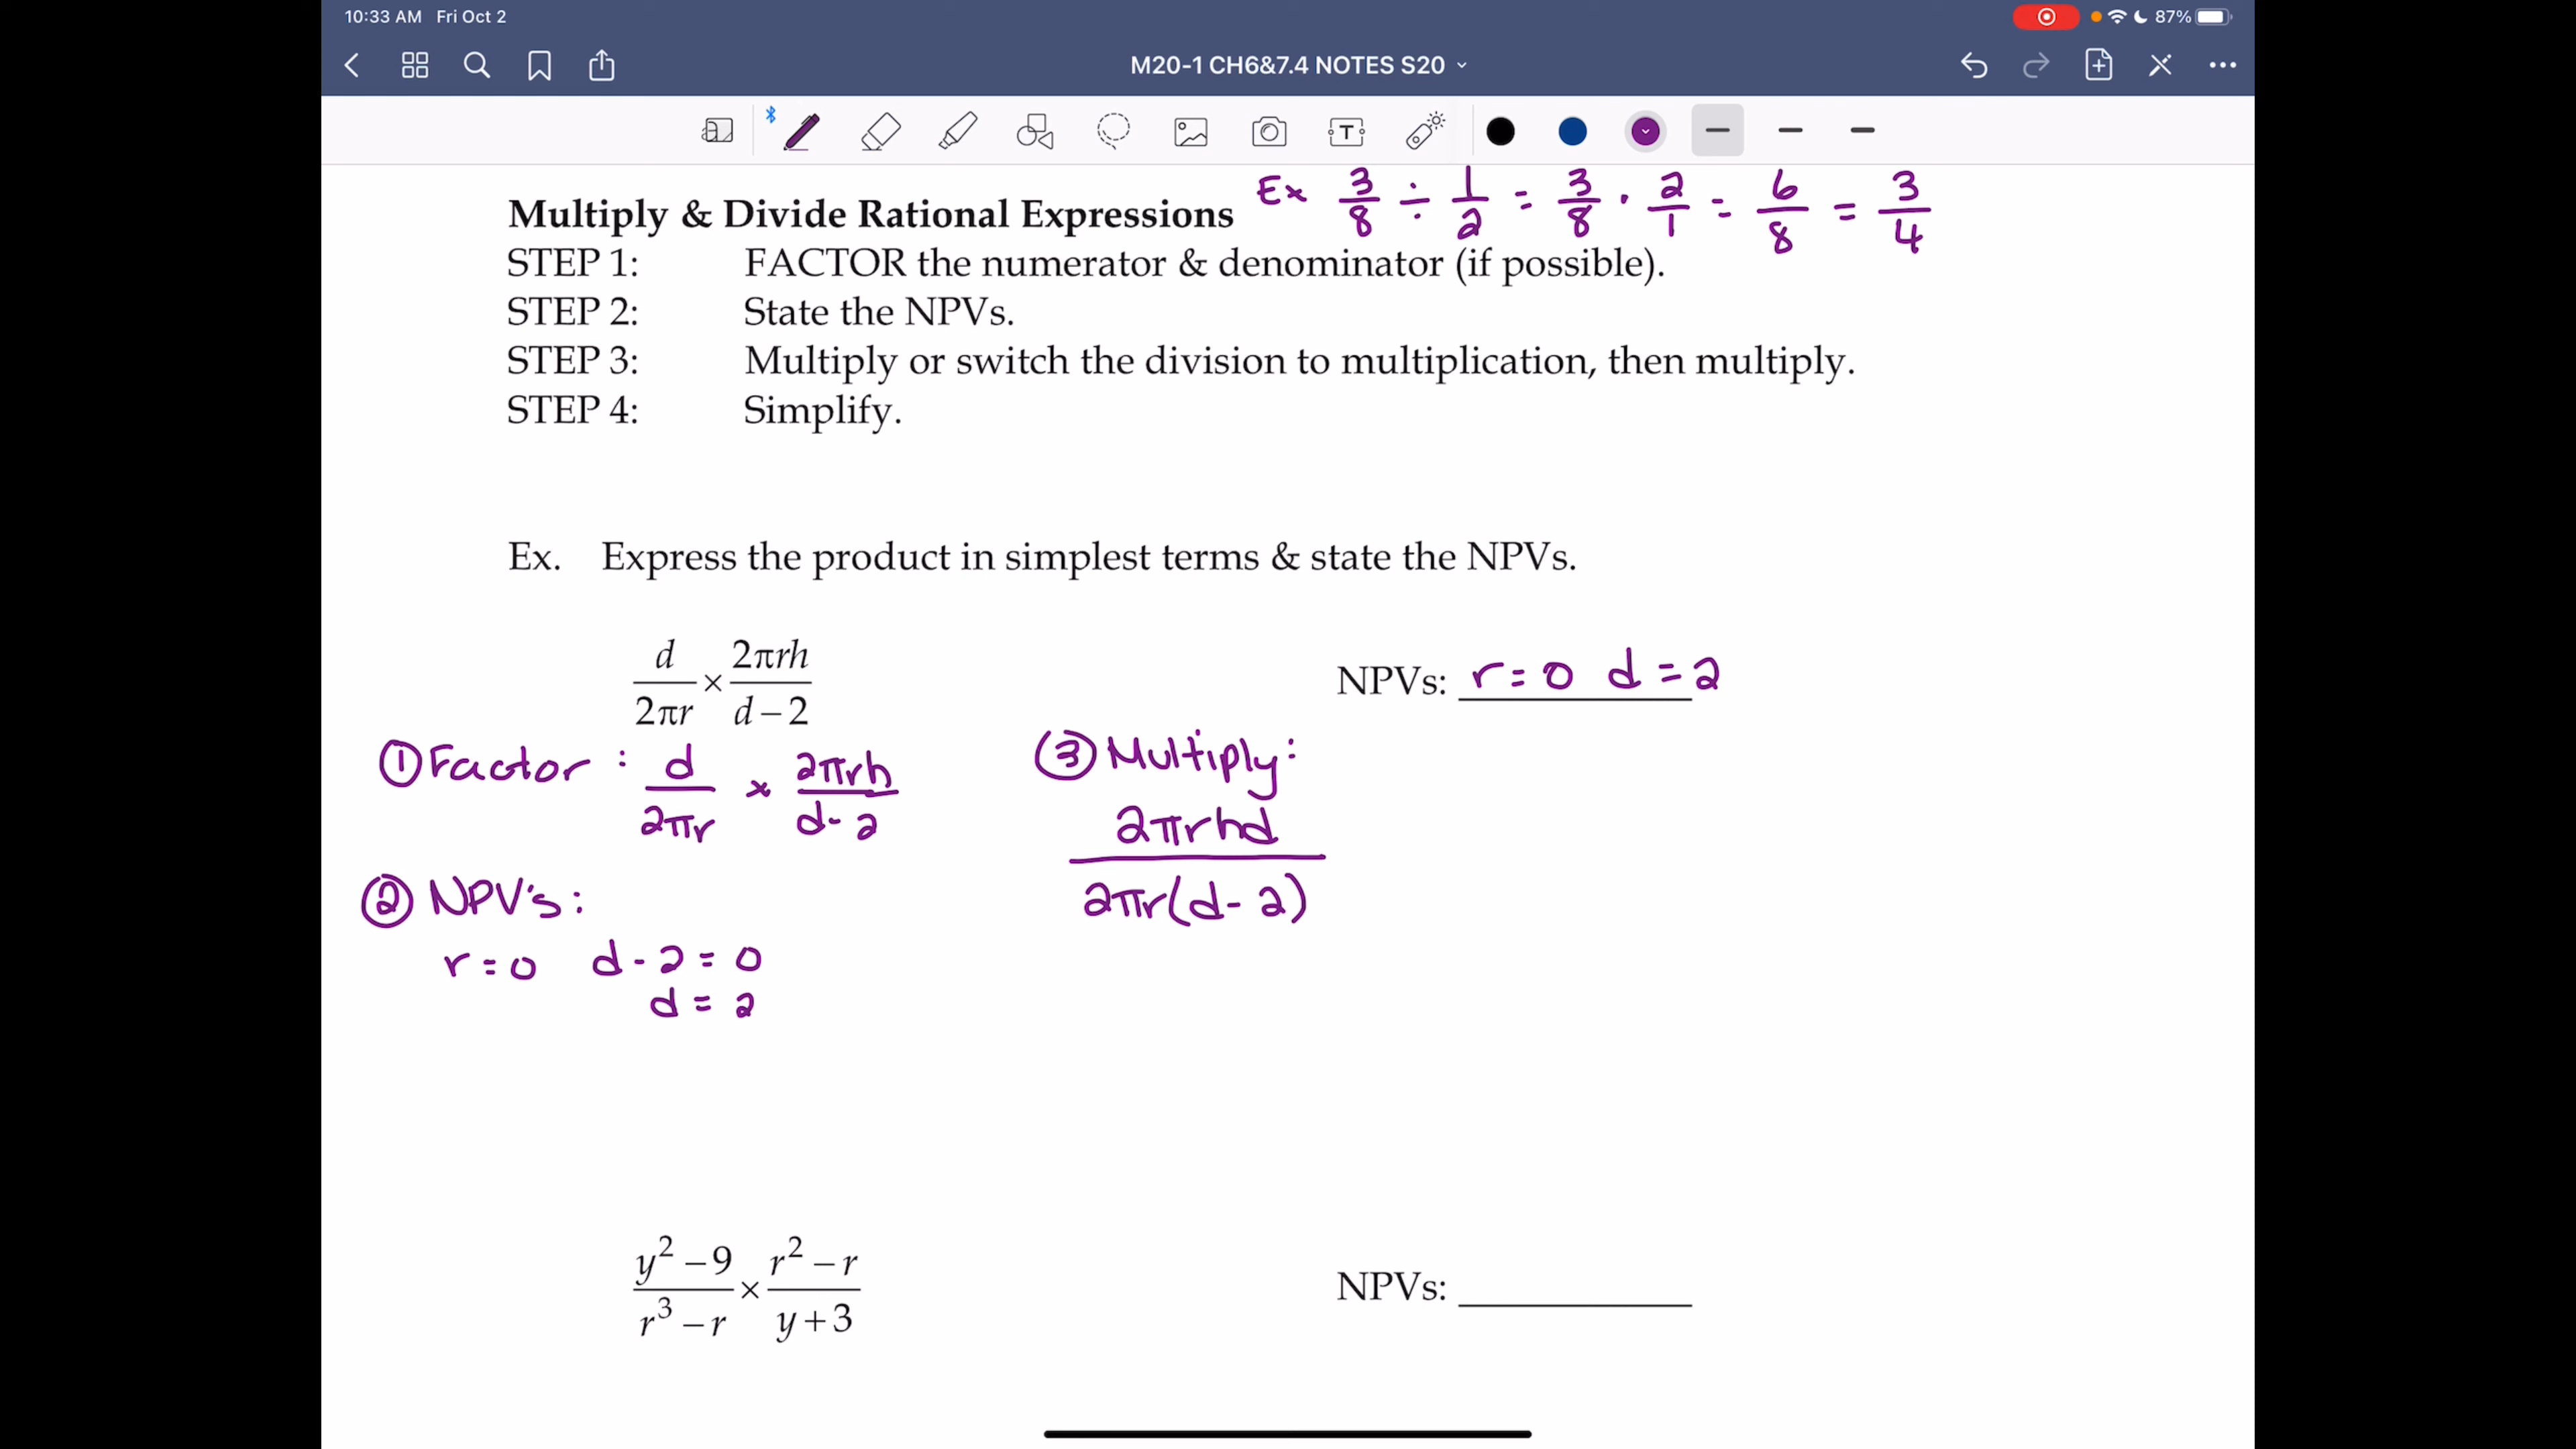 10:33 AM Fri Oct 2
87%
M20-1 CH6&7.4 NOTES S20
Ex 3/8 ÷ 1/2 = 3/8 · 2/1 = 6/8 = 3/4
Multiply & Divide Rational Expressions
STEP 1: FACTOR the numerator & denominator (if possible).
STEP 2: State the NPVs.
STEP 3: Multiply or switch the division to multiplication, then multiply.
STEP 4: Simplify.
Ex. Express the product in simplest terms & state the NPVs.
d/2πr × 2πrh/d − 2
NPVs: r = 0 d = 2
① Factor : d/2πr × 2πrh/d - 2
② NPV's :
r = 0 d - 2 = 0
d = 2
③ Multiply :
2πrhd
2πr(d - 2)
y² − 9/r³ − r × r² − r/y + 3
NPVs: ___________